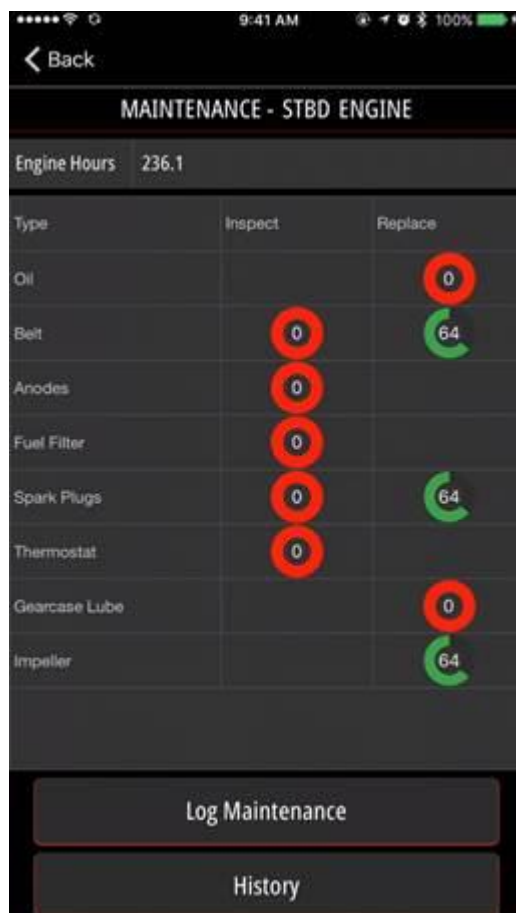 9:41 AM 100%
Back
MAINTENANCE - STBD ENGINE
Engine Hours 236.1
Type Inspect Replace
Oil 0
Belt 0 64
Anodes 0
Fuel Filter 0
Spark Plugs 0 64
Thermostat 0
Gearcase Lube 0
Impeller 64
Log Maintenance
History